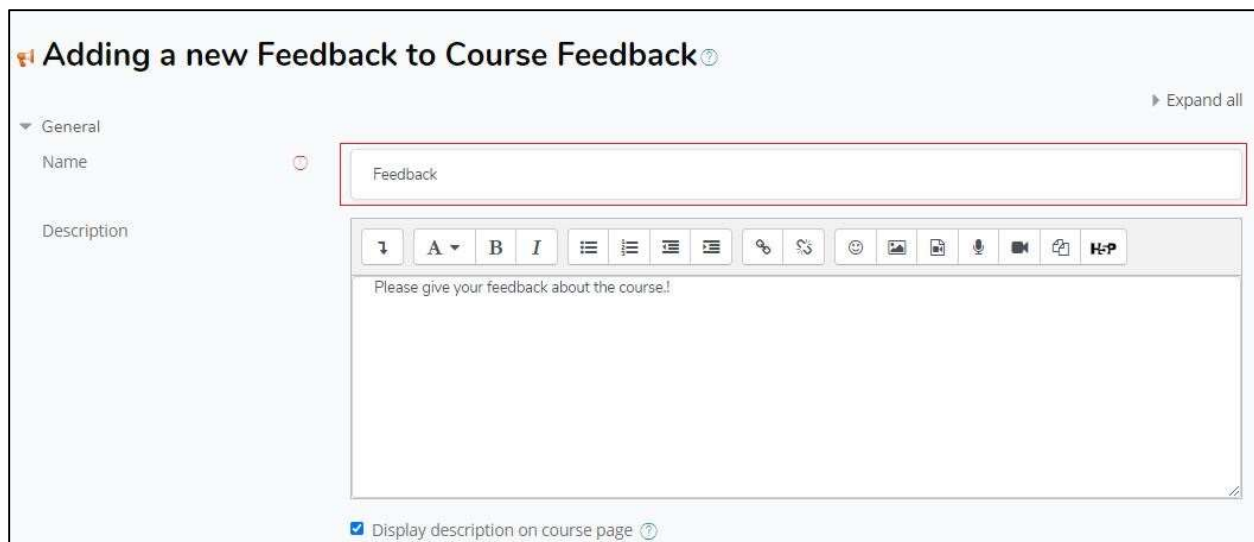 Adding a new Feedback to Course Feedback
Expand all
General
Name
Feedback
Description
A B I H5P
Please give your feedback about the course.!
Display description on course page